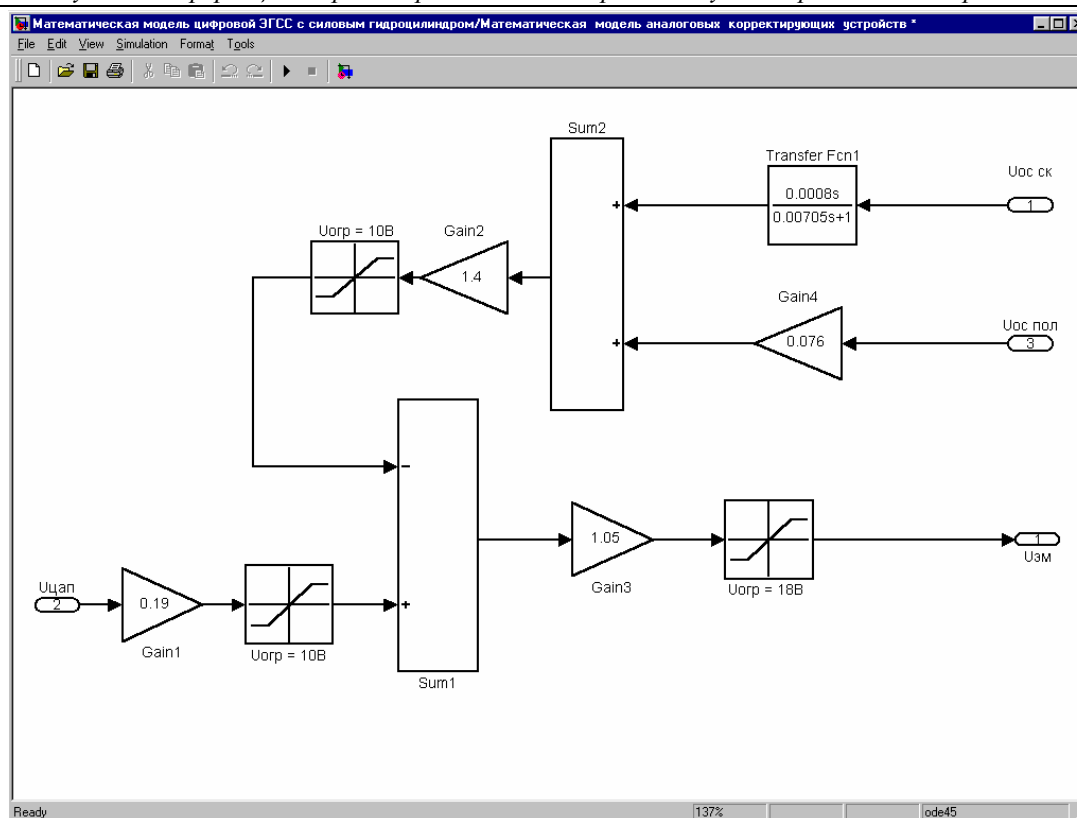 Математическая модель цифровой ЭГСС с силовым гидроцилиндром/Математическая модель аналоговых корректирующих устройств *
File Edit View Simulation Format Tools
Sum2
Transfer Fcn1
0.0008s
0.00705s+1
Uос ск
1
Uогр = 10В
Gain2
1.4
Gain4
0.076
Uос пол
3
-
+
+
Sum1
1.05
Gain3
Uогр = 18В
1
Uэм
Uцап
2
0.19
Gain1
Uогр = 10В
+
+
Ready 137% ode45